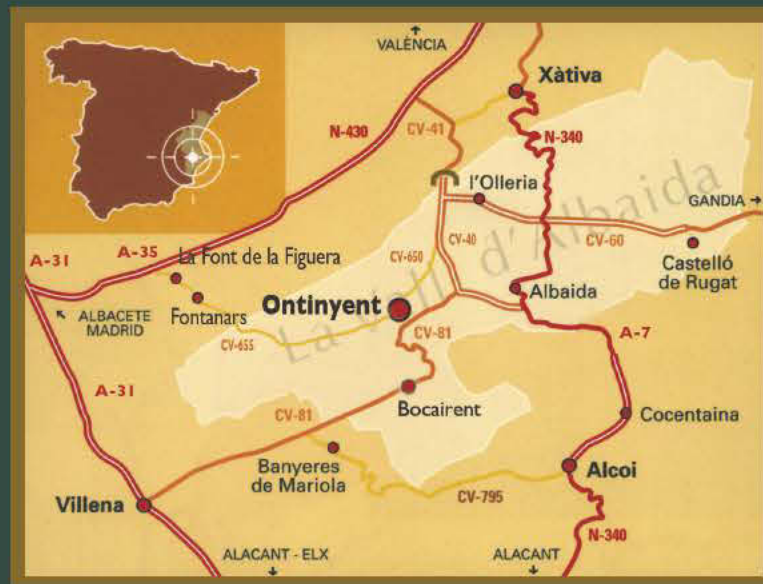 VALÈNCIA
Xàtiva
N-430
CV-41
N-340
l'Olleria
GANDIA
La Vall d'Albaida
A-31
A-35
La Font de la Figuera
CV-650
CV-40
CV-60
Castelló
de Rugat
Ontinyent
Albaida
ALBACETE
MADRID
Fontanars
CV-655
CV-81
A-7
A-31
CV-81
Bocairent
Cocentaina
Banyeres
de Mariola
Alcoi
Villena
CV-795
N-340
ALACANT - ELX
ALACANT